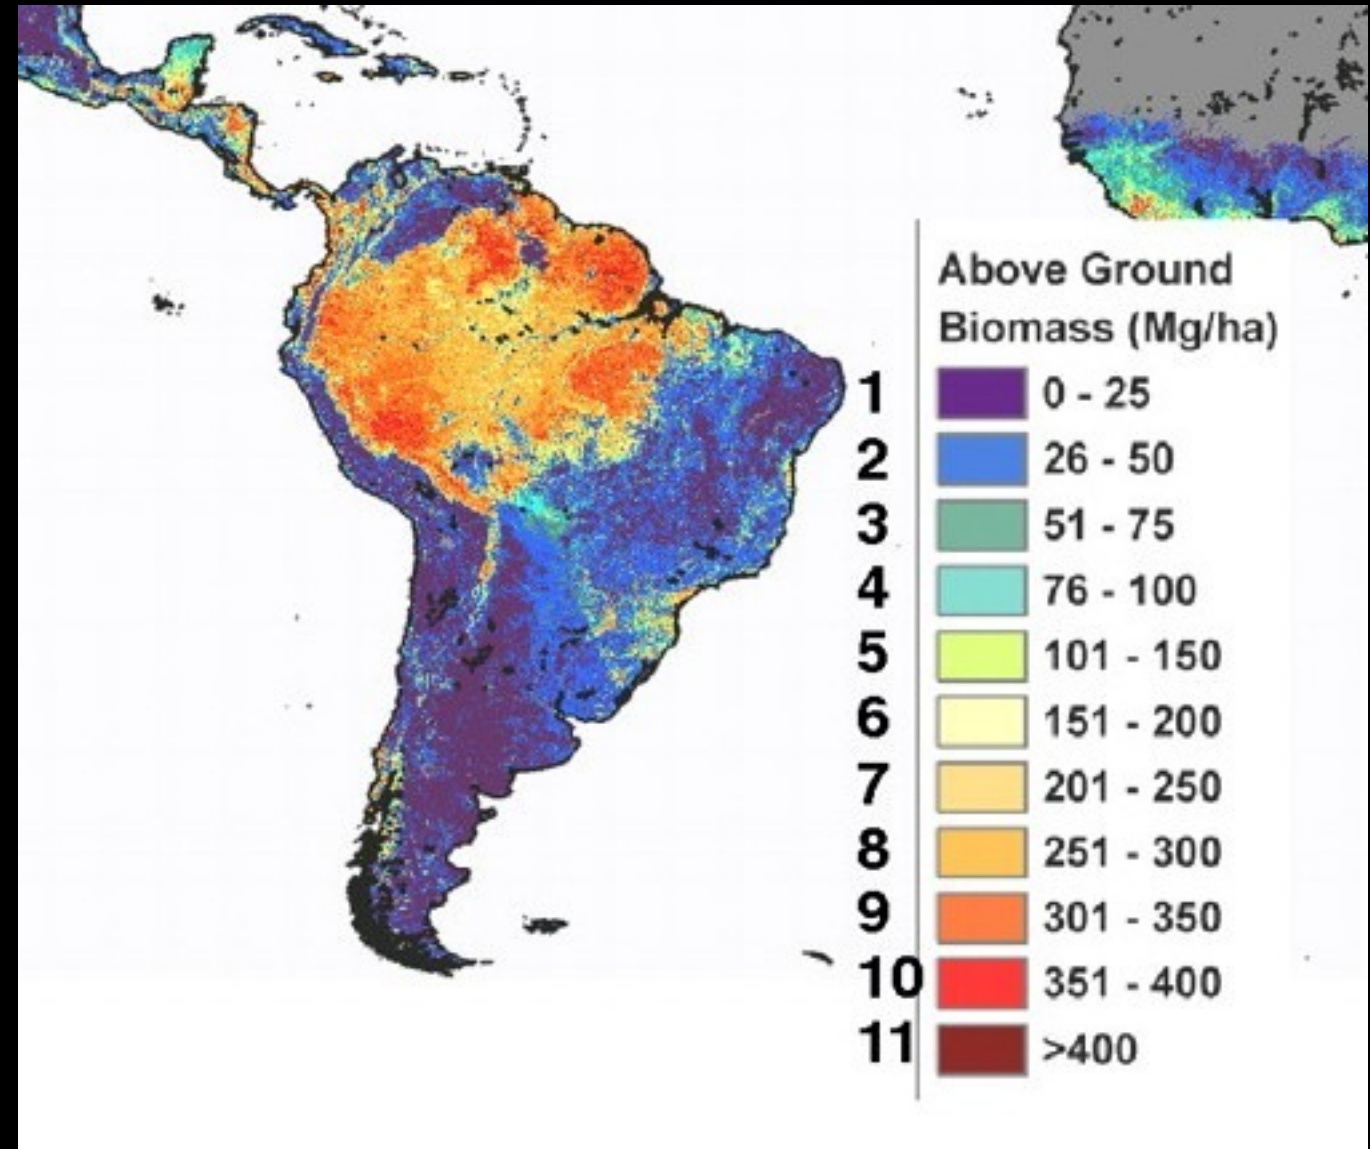 Above Ground
Biomass (Mg/ha)
1 0 - 25
2 26 - 50
3 51 - 75
4 76 - 100
5 101 - 150
6 151 - 200
7 201 - 250
8 251 - 300
9 301 - 350
10 351 - 400
11 >400